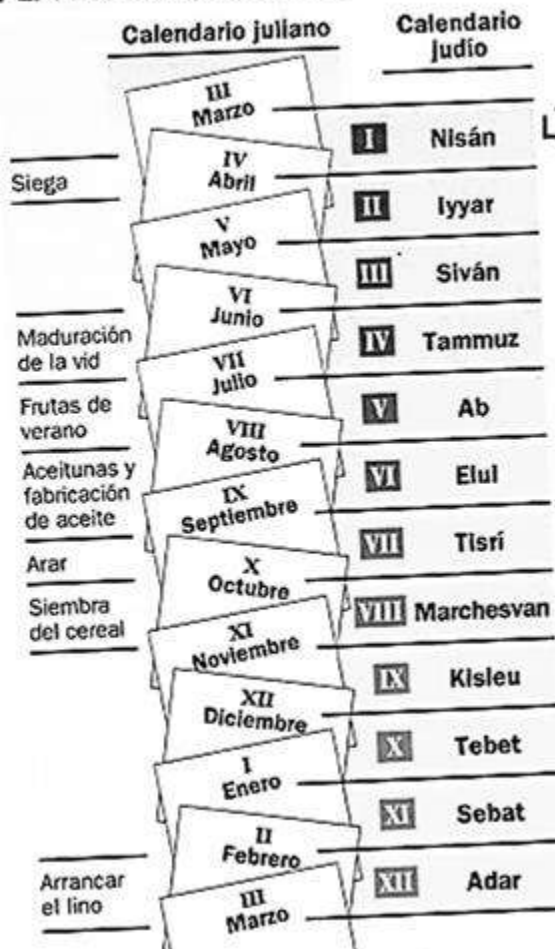 Calendario juliano
Calendario
judío
III
Marzo
I Nisán
L
Siega
IV
Abril
II Iyyar
V
Mayo
III Siván
VI
Junio
IV Tammuz
Maduración
de la vid
VII
Julio
V Ab
Frutas de
verano
VIII
Agosto
VI Elul
Aceitunas y
fabricación
de aceite
IX
Septiembre
VII Tisrí
Arar
X
Octubre
VIII Marchesvan
Siembra
del cereal
XI
Noviembre
IX Kisleu
XII
Diciembre
X Tebet
I
Enero
XI Sebat
II
Febrero
XII Adar
Arrancar
el lino
III
Marzo